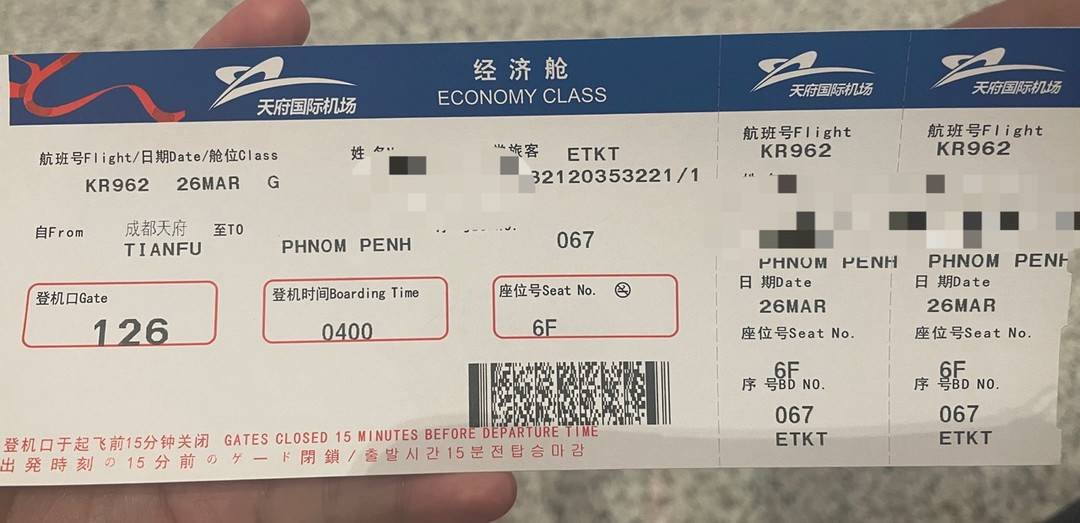 天府国际机场
经济舱
ECONOMY CLASS
天府国际机场
天府国际机场
航班号Flight/日期Date/舱位Class
KR962 26MAR G
姓
旅客 ETKT
2120353221/1
自From 成都天府 至TO
TIANFU PHNOM PENH
067
登机口Gate
126
登机时间Boarding Time
0400
座位号Seat No.
6F
登机口于起飞前15分钟关闭 GATES CLOSED 15 MINUTES BEFORE DEPARTURE TIME
出発時刻の15分前のゲード閉鎖/출발시간15분전탑승마감
航班号Flight
KR962
PHNOM PENH
日 期Date
26MAR
座位号Seat No.
6F
序 号BD NO.
067
ETKT
航班号Flight
KR962
PHNOM PENH
日 期Date
26MAR
座位号Seat No.
6F
序 号BD NO.
067
ETKT